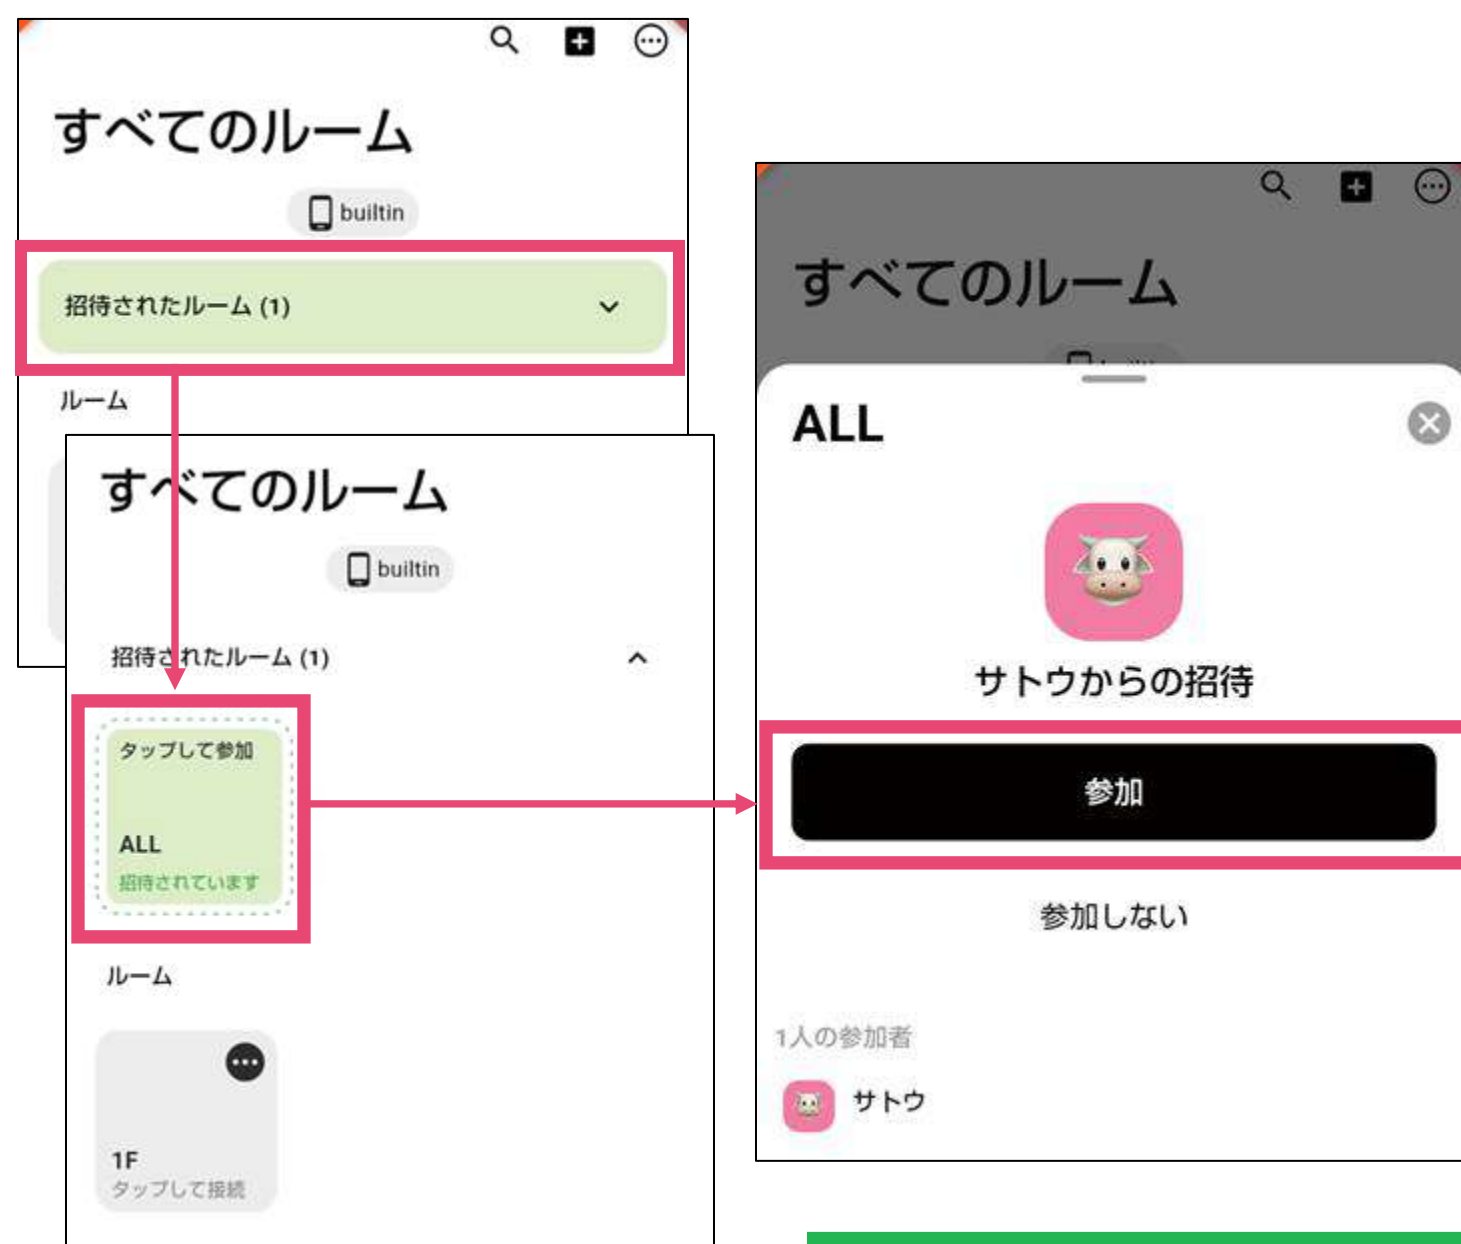 すべてのルーム
builtin
招待されたルーム (1)
ルーム
すべてのルーム
builtin
招待されたルーム (1)
タップして参加
ALL
招待されています
ルーム
1F
タップして接続
すべてのルーム
ALL
サトウからの招待
参加
参加しない
1人の参加者
サトウ